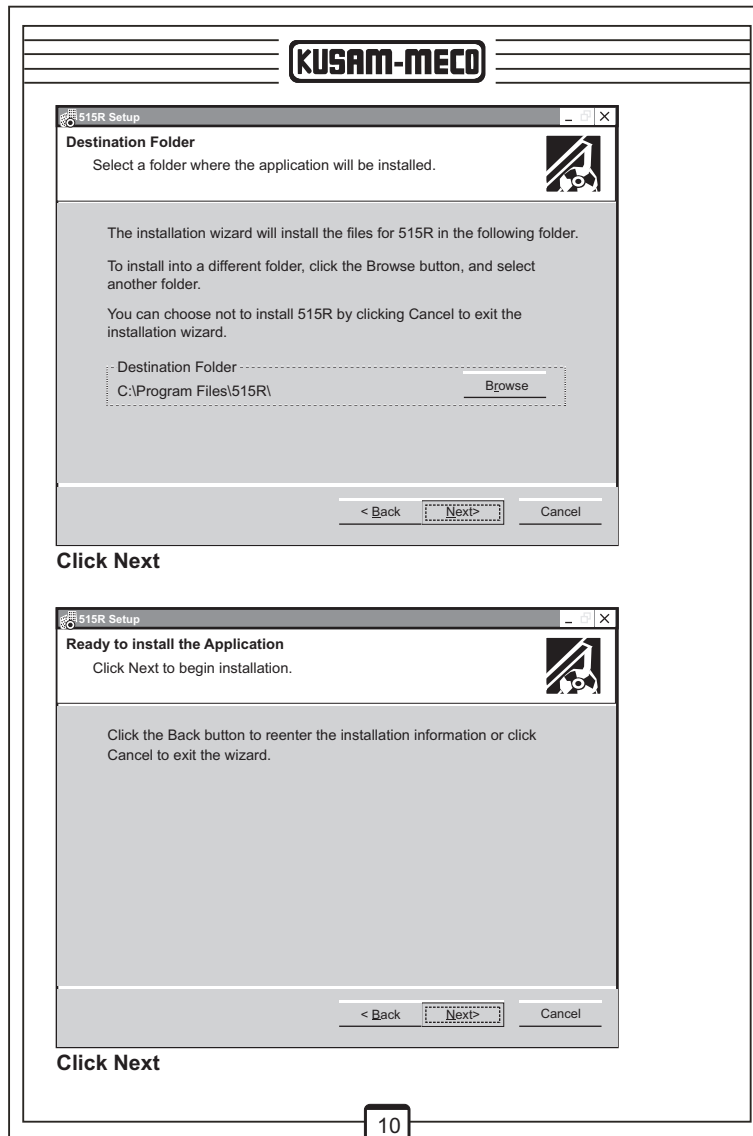 KUSAM-MECO
515R Setup
Destination Folder
Select a folder where the application will be installed.
The installation wizard will install the files for 515R in the following folder.
To install into a different folder, click the Browse button, and select
another folder.
You can choose not to install 515R by clicking Cancel to exit the
installation wizard.
Destination Folder
C:\Program Files\515R\
Browse
< Back Next> Cancel
Click Next
515R Setup
Ready to install the Application
Click Next to begin installation.
Click the Back button to reenter the installation information or click
Cancel to exit the wizard.
< Back Next> Cancel
Click Next
10